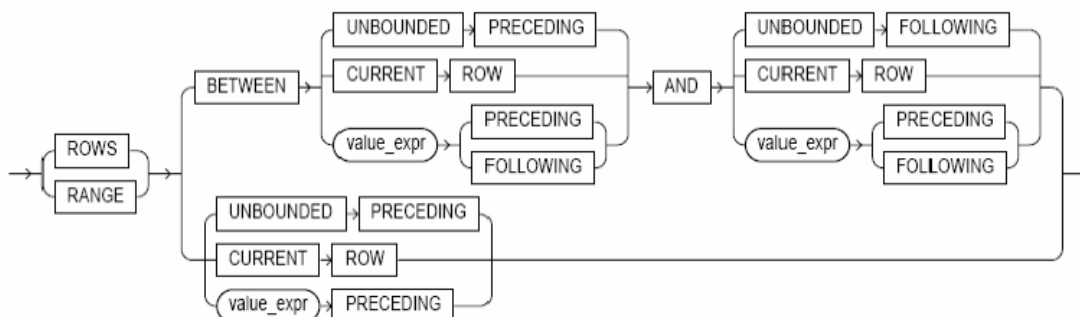 UNBOUNDED PRECEDING UNBOUNDED FOLLOWING
BETWEEN CURRENT ROW AND CURRENT ROW
value_expr PRECEDING value_expr PRECEDING
FOLLOWING FOLLOWING
ROWS
RANGE
UNBOUNDED PRECEDING
CURRENT ROW
value_expr PRECEDING